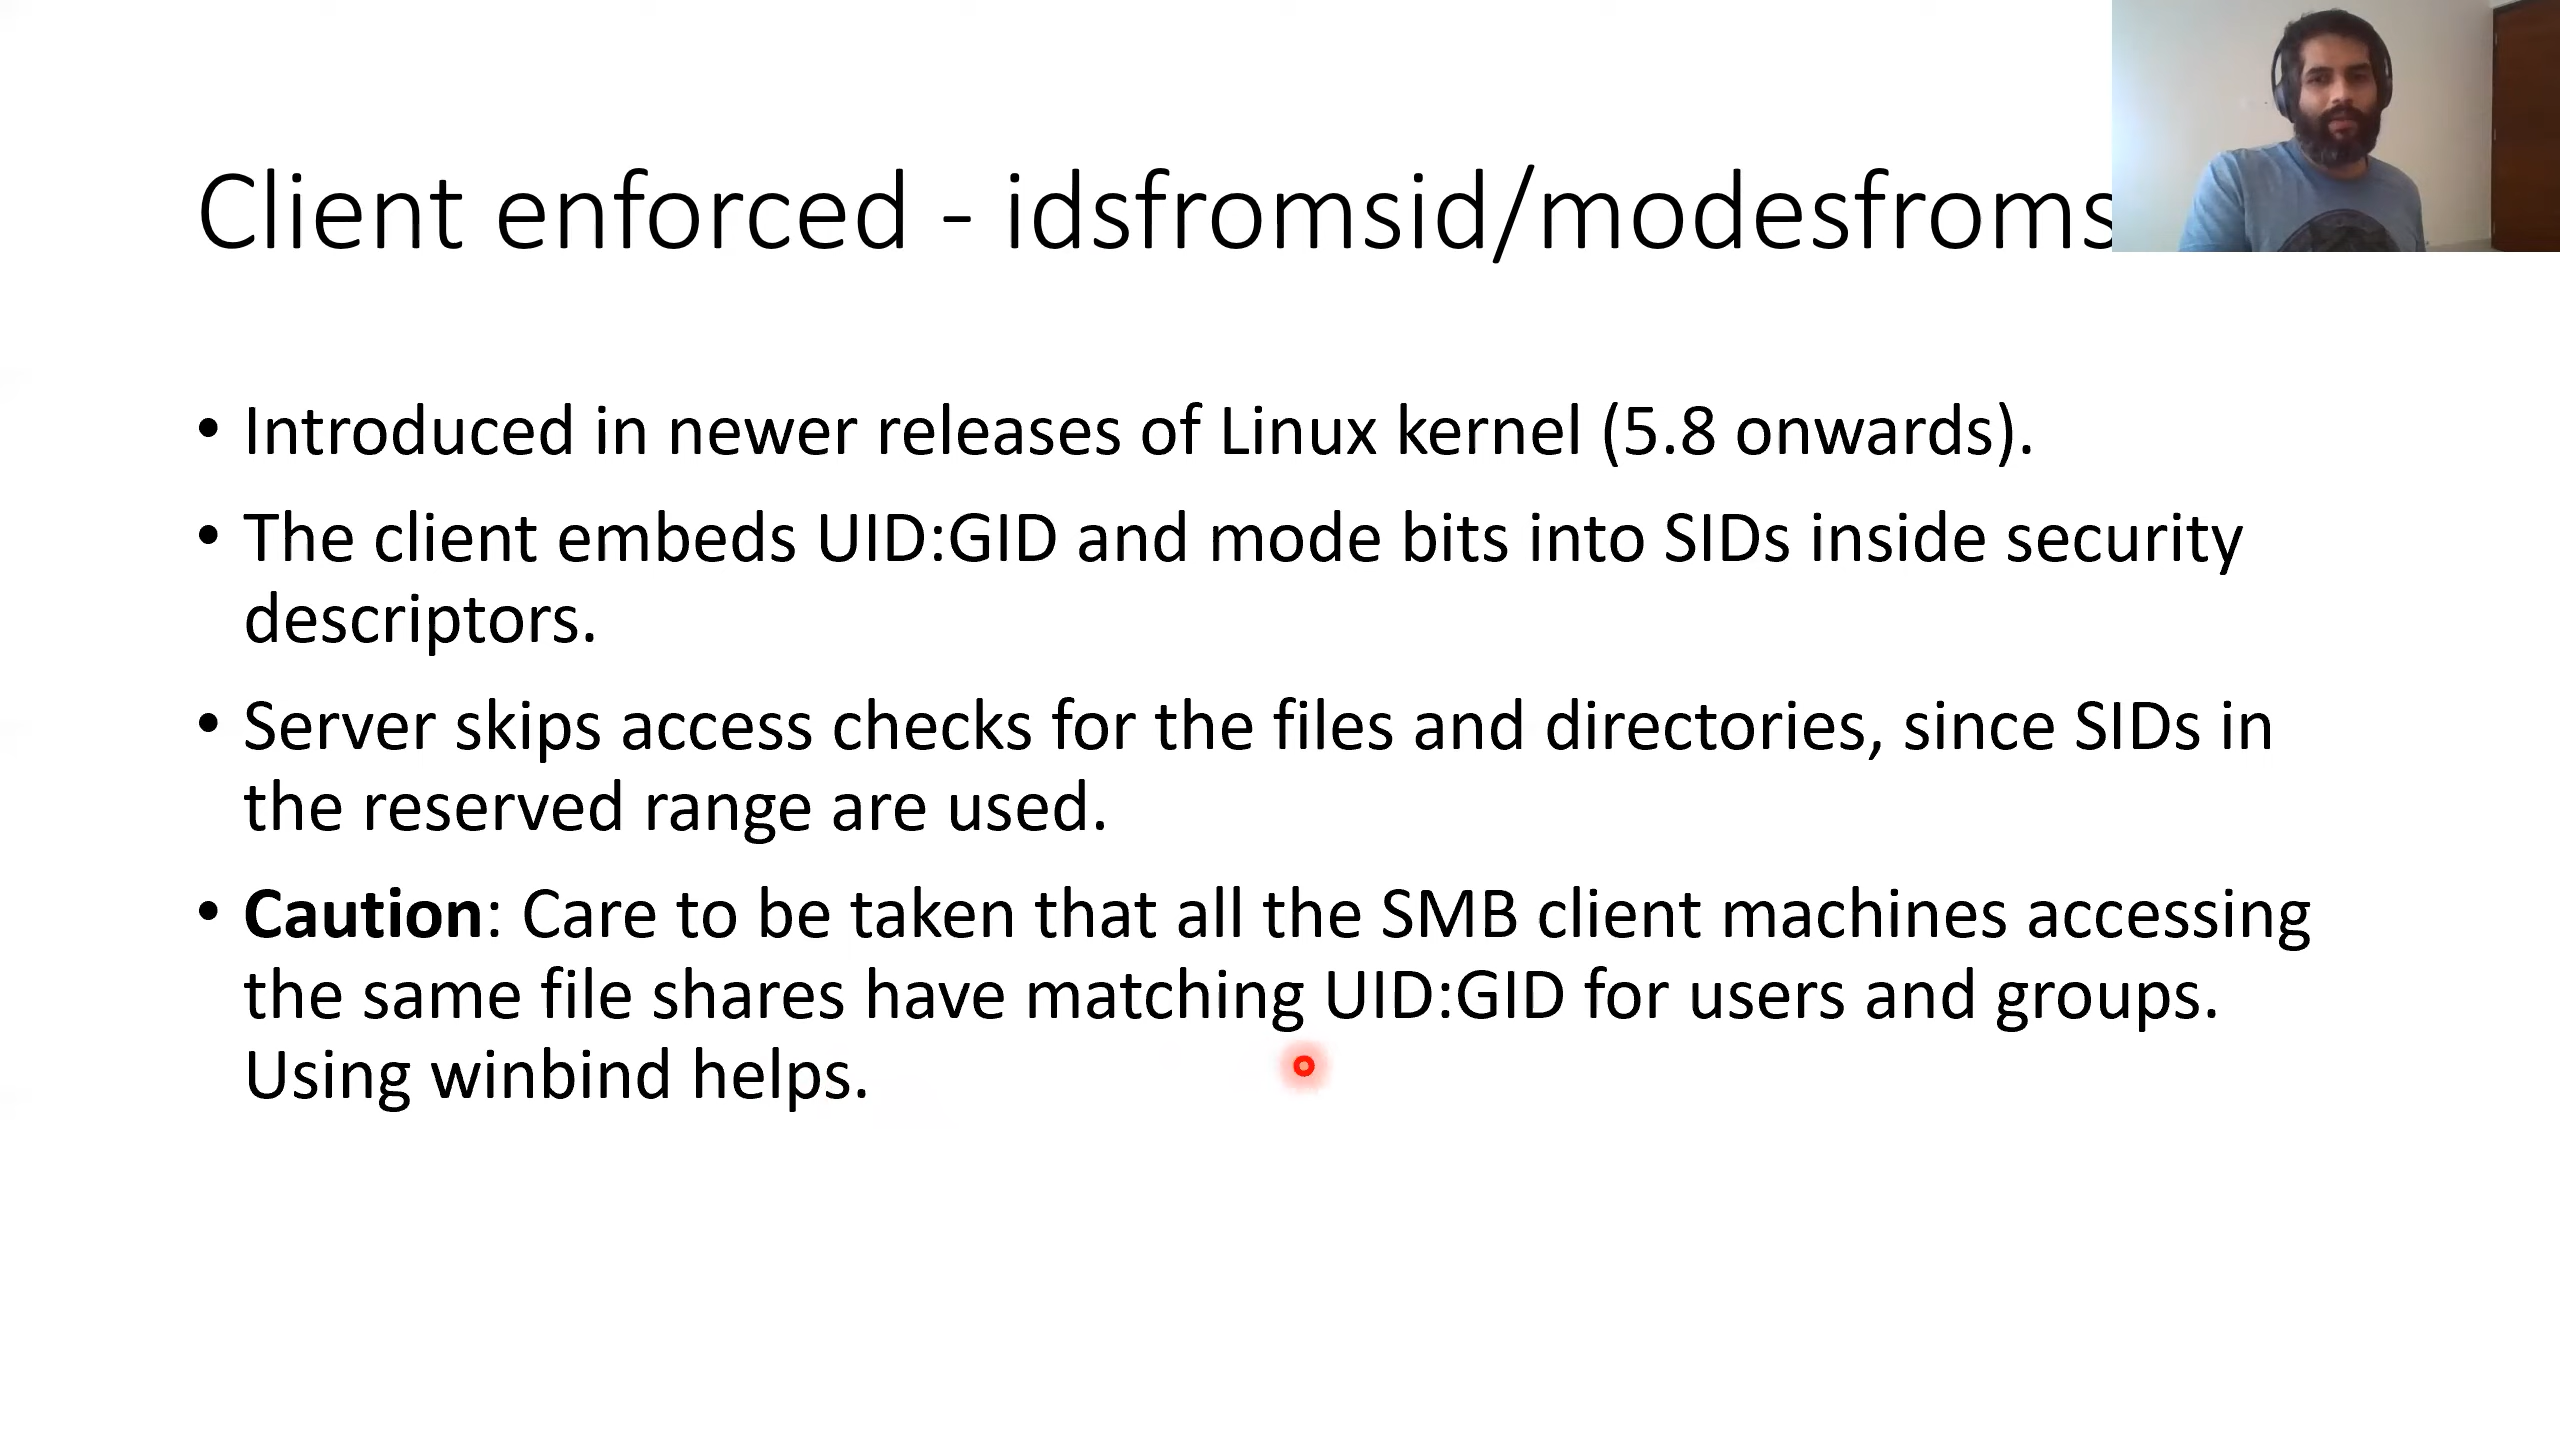 Client enforced - idsfromsid/modesfroms
• Introduced in newer releases of Linux kernel (5.8 onwards).
• The client embeds UID:GID and mode bits into SIDs inside security
descriptors.
• Server skips access checks for the files and directories, since SIDs in
the reserved range are used.
• Caution: Care to be taken that all the SMB client machines accessing
the same file shares have matching UID:GID for users and groups.
Using winbind helps.